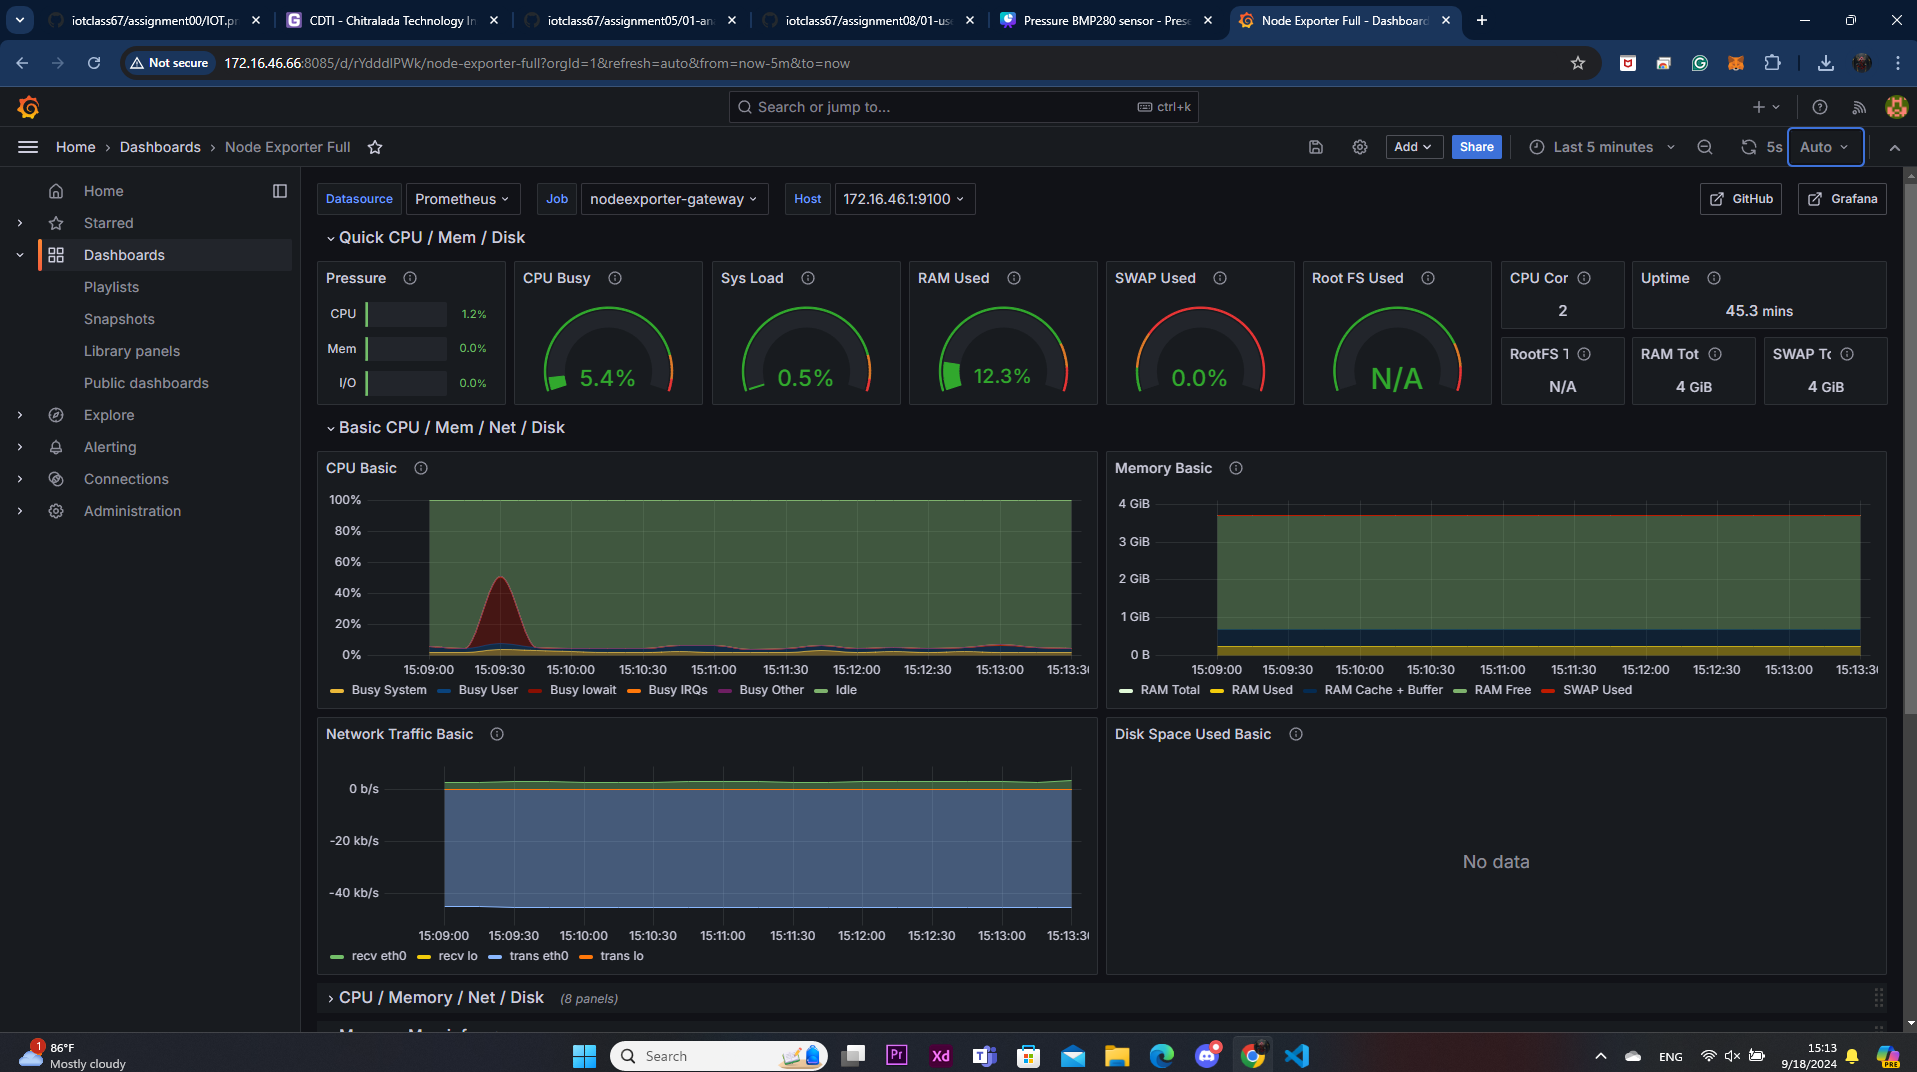 iotclass67/assignment00/IOT.pr
CDTI - Chitralada Technology In
iotclass67/assignment05/01-an
iotclass67/assignment08/01-use
Pressure BMP280 sensor - Prese
Node Exporter Full - Dashboard
Not secure
172.16.46.66:8085/d/rYdddlPWk/node-exporter-full?orgId=1&refresh=auto&from=now-5m&to=now
Search or jump to...
ctrl+k
Home › Dashboards › Node Exporter Full
Add
Share
Last 5 minutes
5s
Auto
Home
Starred
Dashboards
Playlists
Snapshots
Library panels
Public dashboards
Explore
Alerting
Connections
Administration
Datasource
Prometheus
Job
nodeexporter-gateway
Host
172.16.46.1:9100
GitHub
Grafana
Quick CPU / Mem / Disk
Pressure
CPU
1.2%
Mem
0.0%
I/O
0.0%
CPU Busy
5.4%
Sys Load
0.5%
RAM Used
12.3%
SWAP Used
0.0%
Root FS Used
N/A
CPU Cor
2
Uptime
45.3 mins
RootFS T
N/A
RAM Tot
4 GiB
SWAP To
4 GiB
Basic CPU / Mem / Net / Disk
CPU Basic
100%
80%
60%
40%
20%
0%
15:09:00 15:09:30 15:10:00 15:10:30 15:11:00 15:11:30 15:12:00 15:12:30 15:13:00 15:13:30
Busy System Busy User Busy Iowait Busy IRQs Busy Other Idle
Memory Basic
4 GiB
3 GiB
2 GiB
1 GiB
0 B
15:09:00 15:09:30 15:10:00 15:10:30 15:11:00 15:11:30 15:12:00 15:12:30 15:13:00 15:13:30
RAM Total RAM Used RAM Cache + Buffer RAM Free SWAP Used
Network Traffic Basic
0 b/s
-20 kb/s
-40 kb/s
15:09:00 15:09:30 15:10:00 15:10:30 15:11:00 15:11:30 15:12:00 15:12:30 15:13:00 15:13:30
recv eth0 recv lo trans eth0 trans lo
Disk Space Used Basic
No data
CPU / Memory / Net / Disk (8 panels)
1
86°F
Mostly cloudy
Search
Pr
Xd
ENG
15:13
9/18/2024
PRE